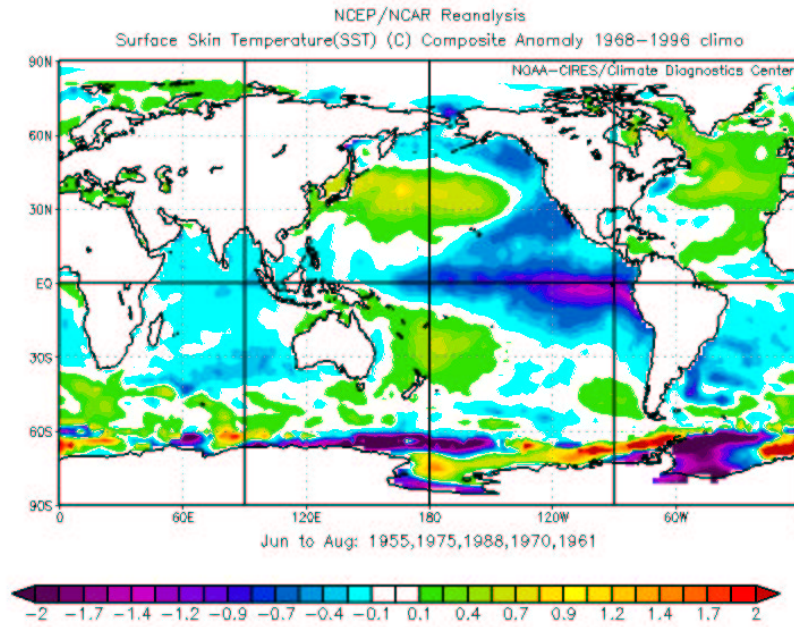 NCEP/NCAR Reanalysis
Surface Skin Temperature(SST) (C) Composite Anomaly 1968−1996 climo
NOAA−CIRES/Climate Diagnostics Center
90N
60N
30N
EQ
30S
60S
90S
0 60E 120E 180 120W 60W
Jun to Aug: 1955,1975,1988,1970,1961
−2 −1.7 −1.4 −1.2 −0.9 −0.7 −0.4 −0.1 0.1 0.4 0.7 0.9 1.2 1.4 1.7 2